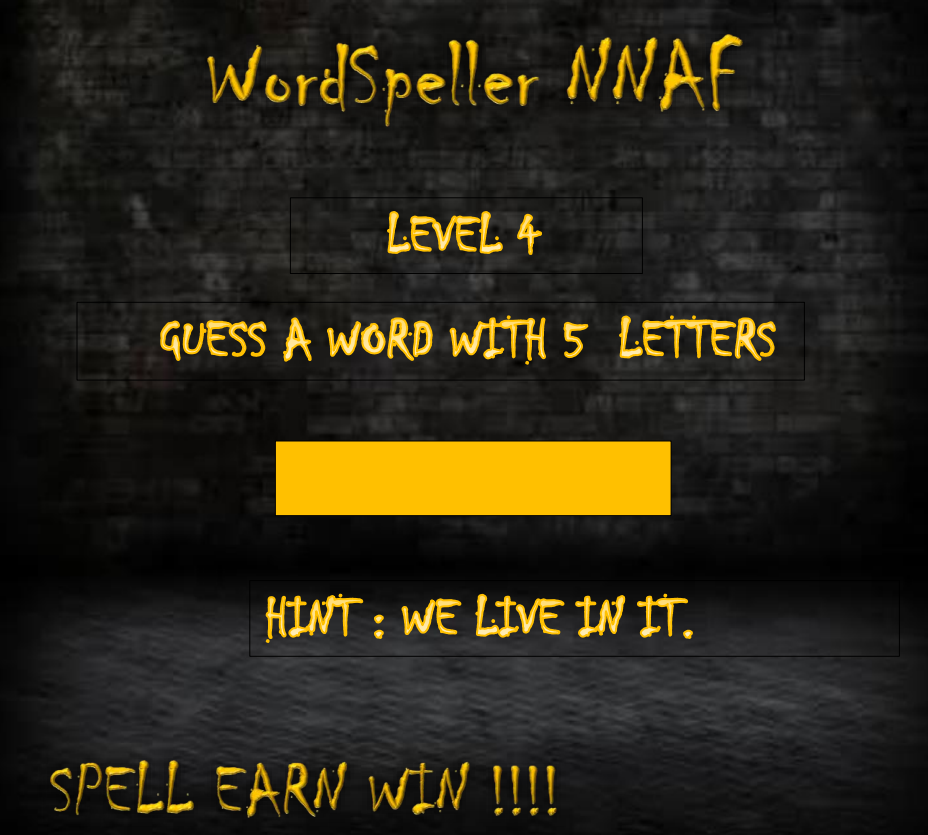 WordSpeller NNAF
LEVEL 4
GUESS A WORD WITH 5 LETTERS
HINT : WE LIVE IN IT.
SPELL EARN WIN !!!!